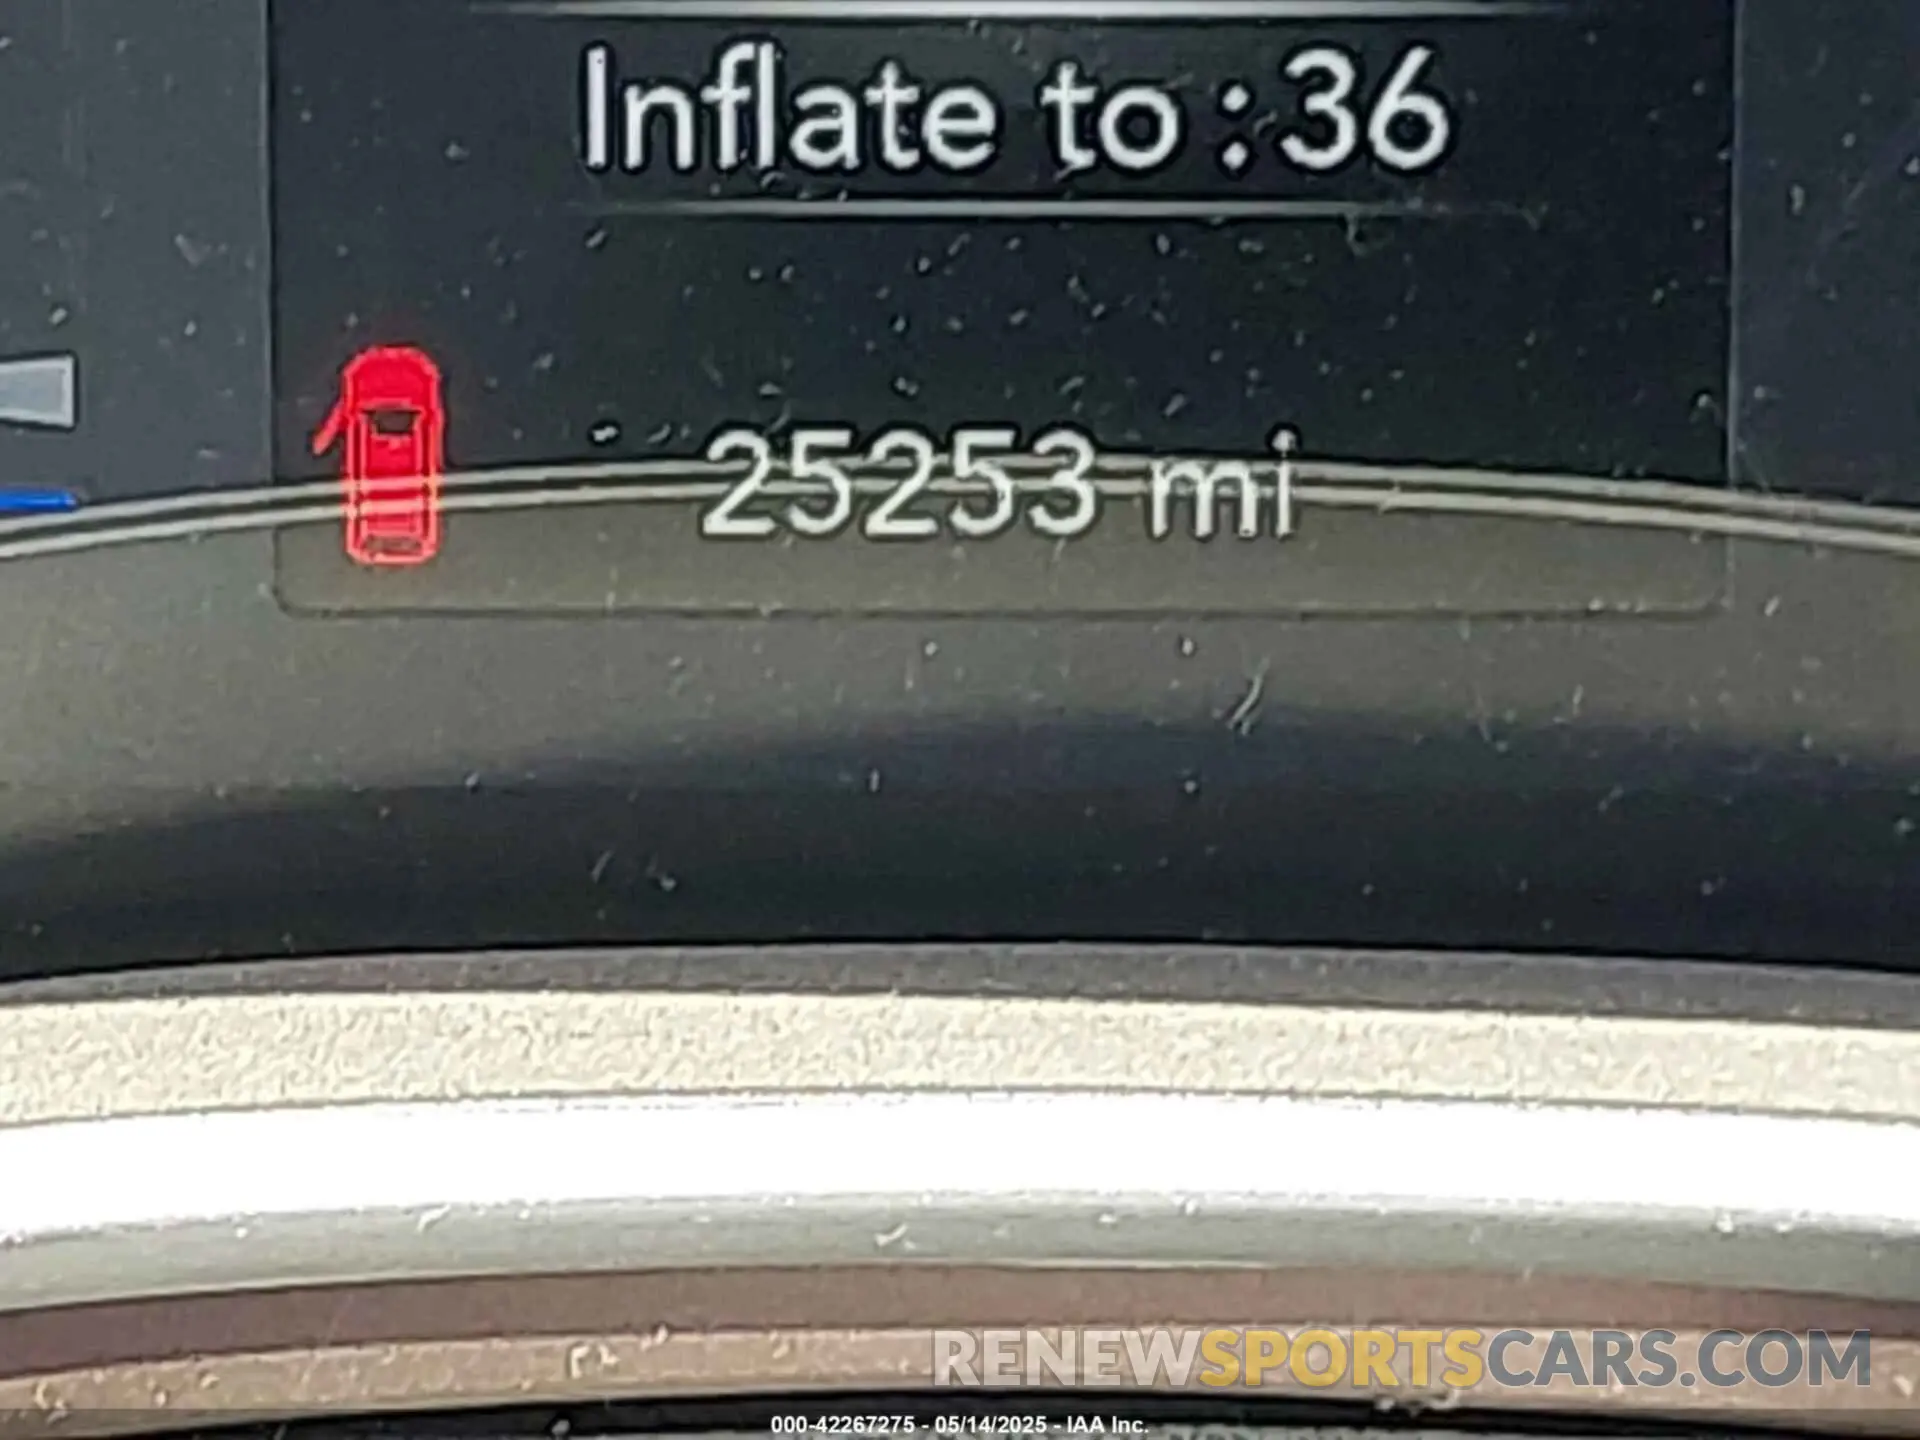 Inflate to : 36
25253 mi
RENEWSPORTSCARS.COM
000-42267275 - 05/14/2025 - IAA Inc.